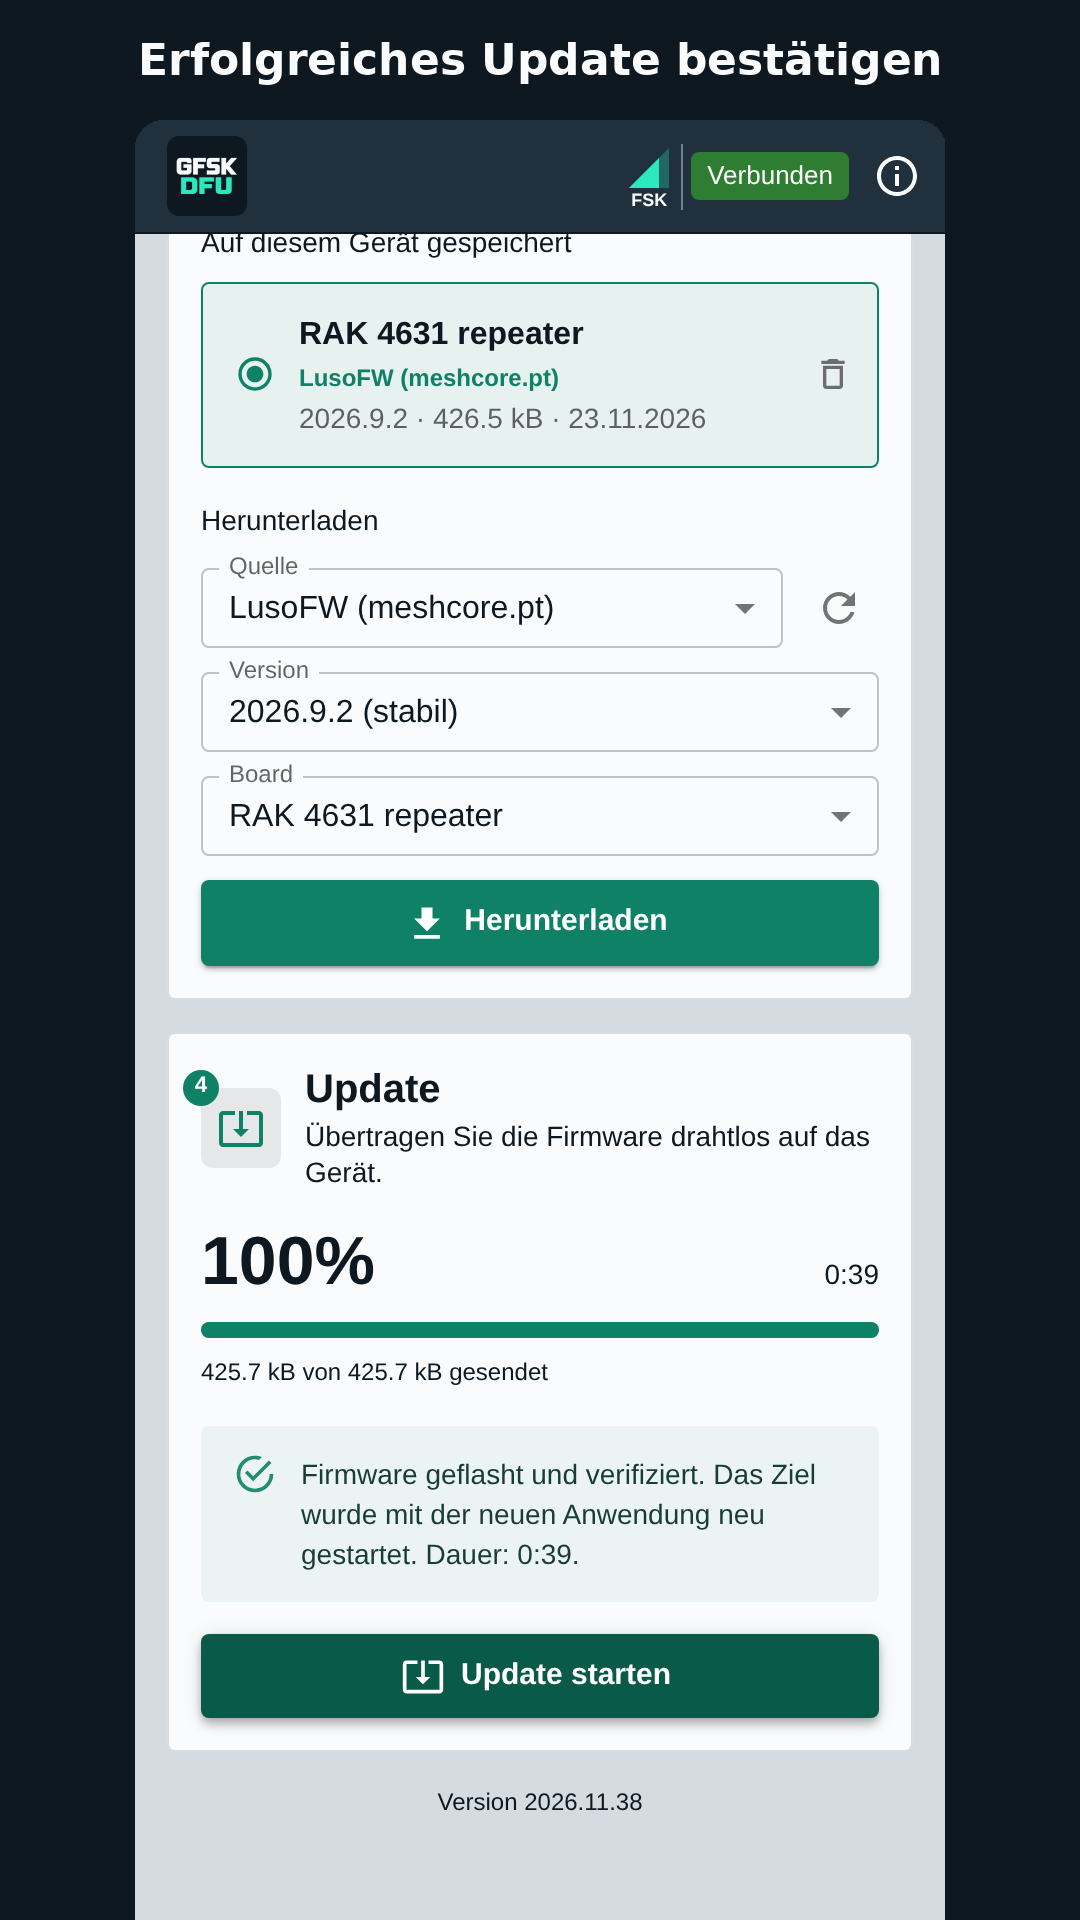 Erfolgreiches Update bestätigen
GFSK
DFU
FSK
Verbunden
Auf diesem Gerät gespeichert
RAK 4631 repeater
LusoFW (meshcore.pt)
2026.9.2 · 426.5 kB · 23.11.2026
Herunterladen
Quelle
LusoFW (meshcore.pt)
Version
2026.9.2 (stabil)
Board
RAK 4631 repeater
Herunterladen
4
Update
Übertragen Sie die Firmware drahtlos auf das
Gerät.
100%
0:39
425.7 kB von 425.7 kB gesendet
Firmware geflasht und verifiziert. Das Ziel
wurde mit der neuen Anwendung neu
gestartet. Dauer: 0:39.
Update starten
Version 2026.11.38